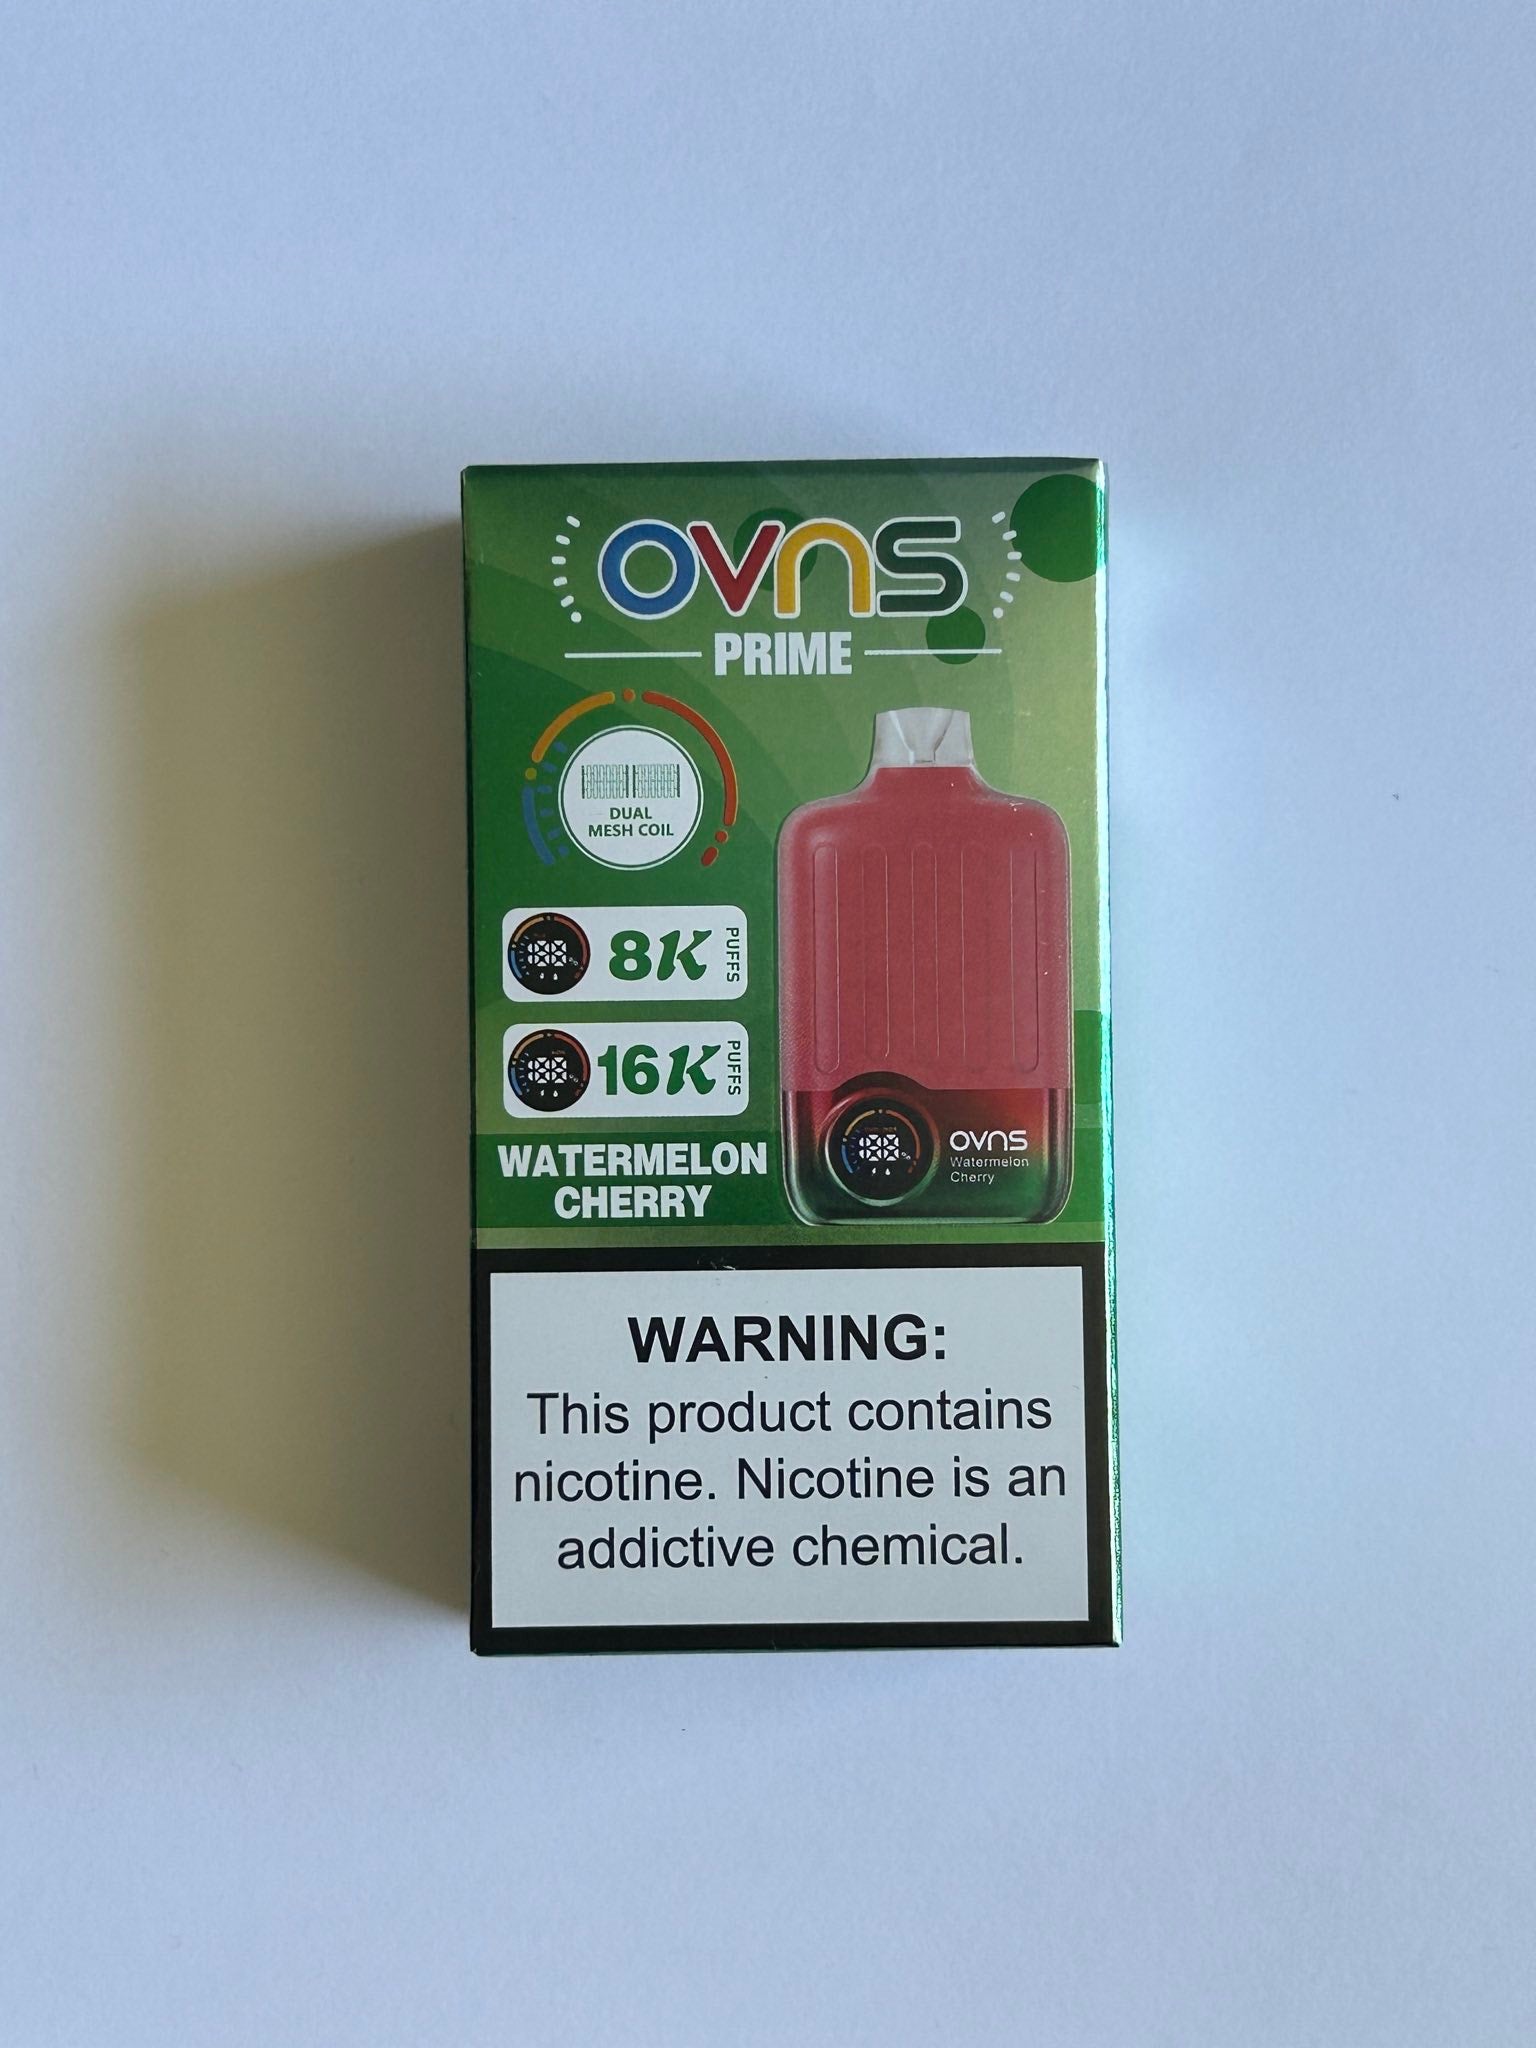 OVNS
PRIME
DUAL
MESH COIL
8K PUFFS
16K PUFFS
WATERMELON
CHERRY
OVNS
Watermelon
Cherry
WARNING:
This product contains
nicotine. Nicotine is an
addictive chemical.